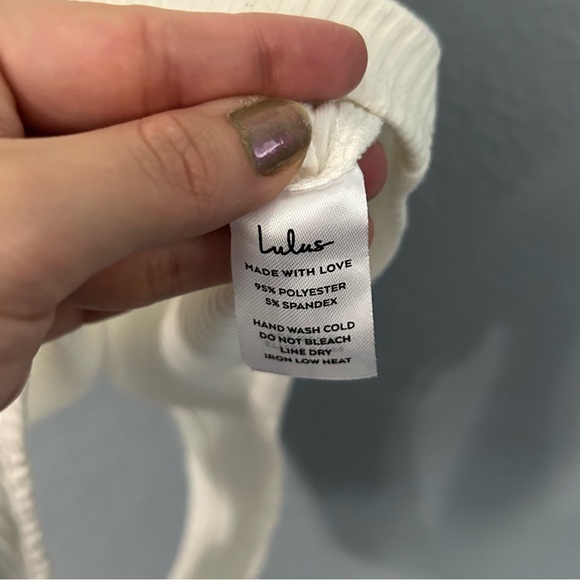 Lulus
MADE WITH LOVE
95% POLYESTER
5% SPANDEX
HAND WASH COLD
DO NOT BLEACH
LINE DRY
IRON LOW HEAT